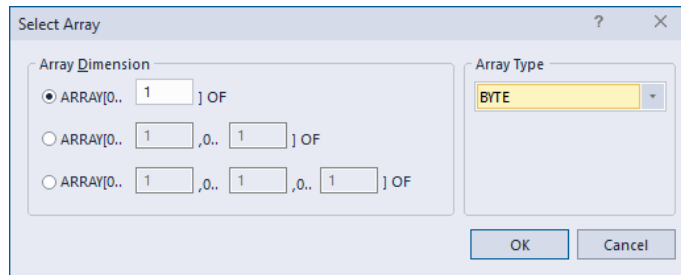 Select Array ? ×
Array Dimension
ARRAY[0.. 1 ] OF
ARRAY[0.. 1 ,0.. 1 ] OF
ARRAY[0.. 1 ,0.. 1 ,0.. 1 ] OF
Array Type
BYTE
OK Cancel